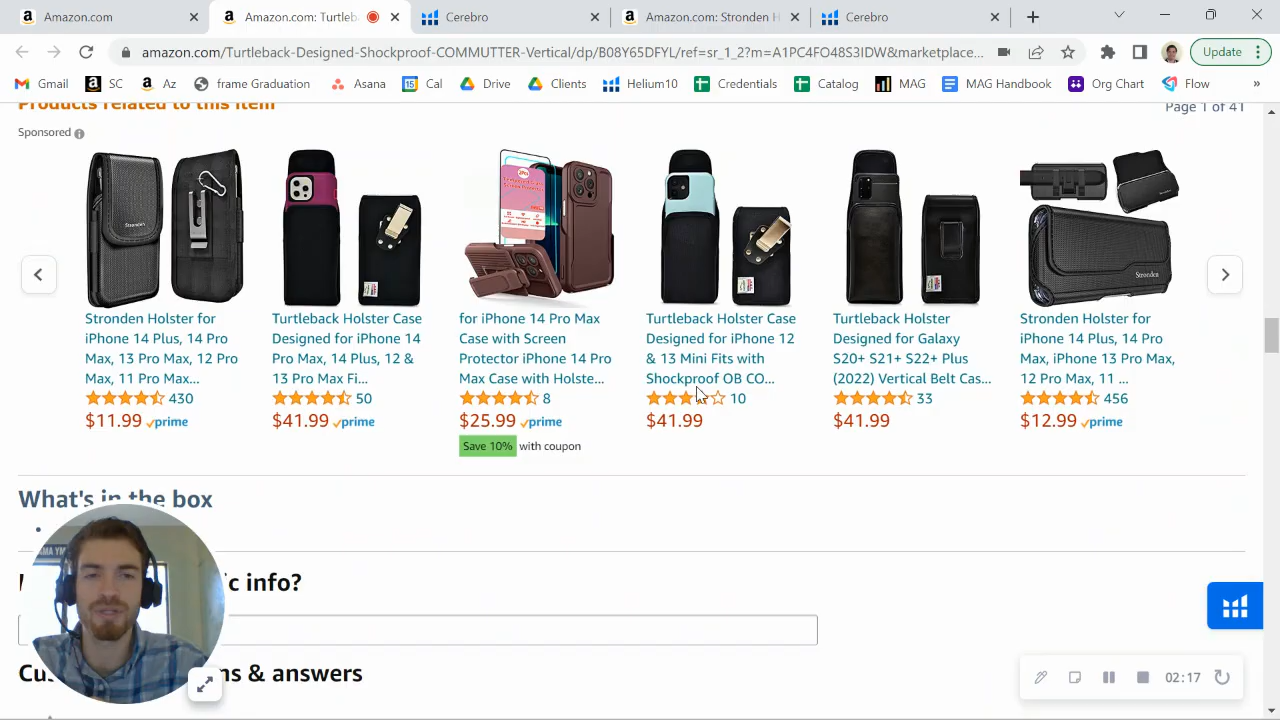 Amazon.com
Amazon.com: Turtleb
Cerebro
Amazon.com: Stronden H
Cerebro
amazon.com/Turtleback-Designed-Shockproof-COMMUTTER-Vertical/dp/B08Y65DFYL/ref=sr_1_2?m=A1PC4FO48S3IDW&marketplace...
Update
Gmail
SC
Az
frame Graduation
Asana
Cal
Drive
Clients
Helium10
Credentials
Catalog
MAG
MAG Handbook
Org Chart
Flow
»
Products related to this item
Page 1 of 41
Sponsored
Stronden Holster for
iPhone 14 Plus, 14 Pro
Max, 13 Pro Max, 12 Pro
Max, 11 Pro Max...
430
$11.99 prime
Turtleback Holster Case
Designed for iPhone 14
Pro Max, 14 Plus, 12 &
13 Pro Max Fi...
50
$41.99 prime
for iPhone 14 Pro Max
Case with Screen
Protector iPhone 14 Pro
Max Case with Holste...
8
$25.99 prime
Save 10% with coupon
Turtleback Holster Case
Designed for iPhone 12
& 13 Mini Fits with
Shockproof OB CO...
10
$41.99
Turtleback Holster
Designed for Galaxy
S20+ S21+ S22+ Plus
(2022) Vertical Belt Cas...
33
$41.99
Stronden Holster for
iPhone 14 Plus, 14 Pro
Max, iPhone 13 Pro Max,
12 Pro Max, 11 ...
456
$12.99 prime
What's in the box
c info?
Cus
s & answers
02:17